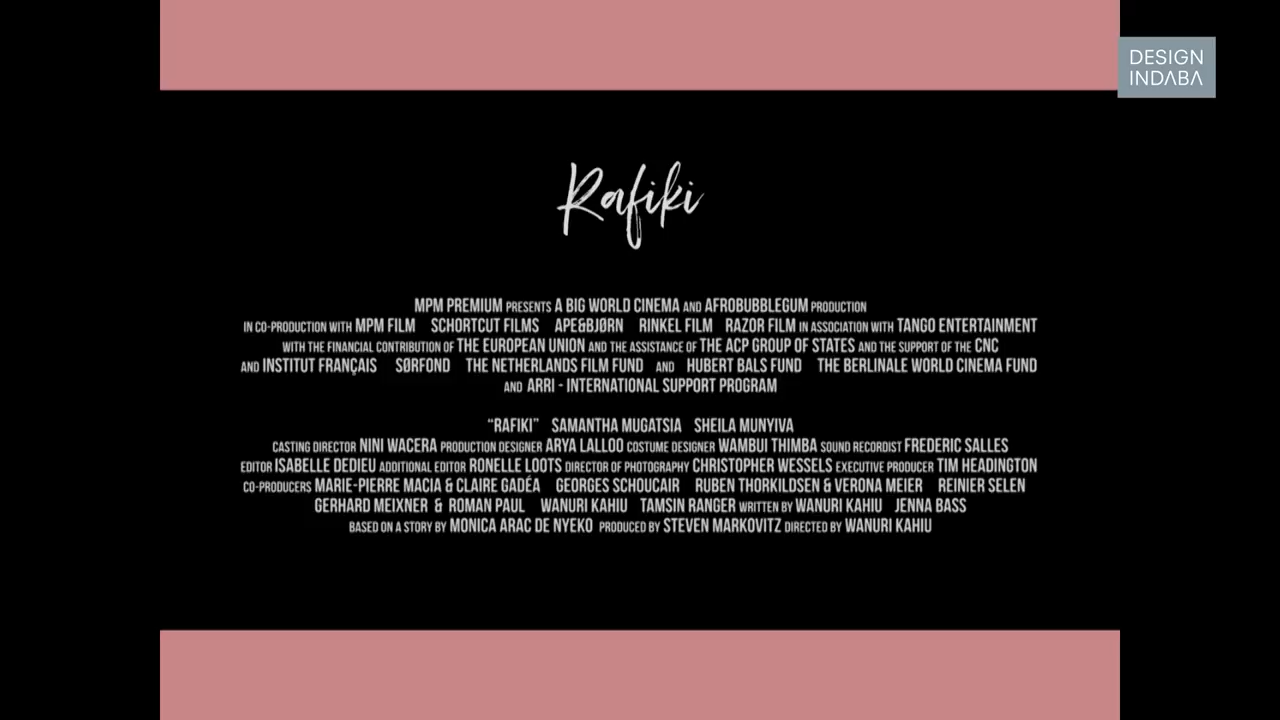 DESIGN
INDABA
Rafiki
MPM PREMIUM PRESENTS A BIG WORLD CINEMA AND AFROBUBBLEGUM PRODUCTION
IN CO-PRODUCTION WITH MPM FILM SCHORTCUT FILMS APE&BJØRN RINKEL FILM RAZOR FILM IN ASSOCIATION WITH TANGO ENTERTAINMENT
WITH THE FINANCIAL CONTRIBUTION OF THE EUROPEAN UNION AND THE ASSISTANCE OF THE ACP GROUP OF STATES AND THE SUPPORT OF THE CNC
AND INSTITUT FRANÇAIS SØRFOND THE NETHERLANDS FILM FUND AND HUBERT BALS FUND THE BERLINALE WORLD CINEMA FUND
AND ARRI - INTERNATIONAL SUPPORT PROGRAM
“RAFIKI” SAMANTHA MUGATSIA SHEILA MUNYIVA
CASTING DIRECTOR NINI WACERA PRODUCTION DESIGNER ARYA LALLOO COSTUME DESIGNER WAMBUI THIMBA SOUND RECORDIST FREDERIC SALLES
EDITOR ISABELLE DEDIEU ADDITIONAL EDITOR RONELLE LOOTS DIRECTOR OF PHOTOGRAPHY CHRISTOPHER WESSELS EXECUTIVE PRODUCER TIM HEADINGTON
CO-PRODUCERS MARIE-PIERRE MACIA & CLAIRE GADÉA GEORGES SCHOUCAIR RUBEN THORKILDSEN & VERONA MEIER REINIER SELEN
GERHARD MEIXNER & ROMAN PAUL WANURI KAHIU TAMSIN RANGER WRITTEN BY WANURI KAHIU JENNA BASS
BASED ON A STORY BY MONICA ARAC DE NYEKO PRODUCED BY STEVEN MARKOVITZ DIRECTED BY WANURI KAHIU